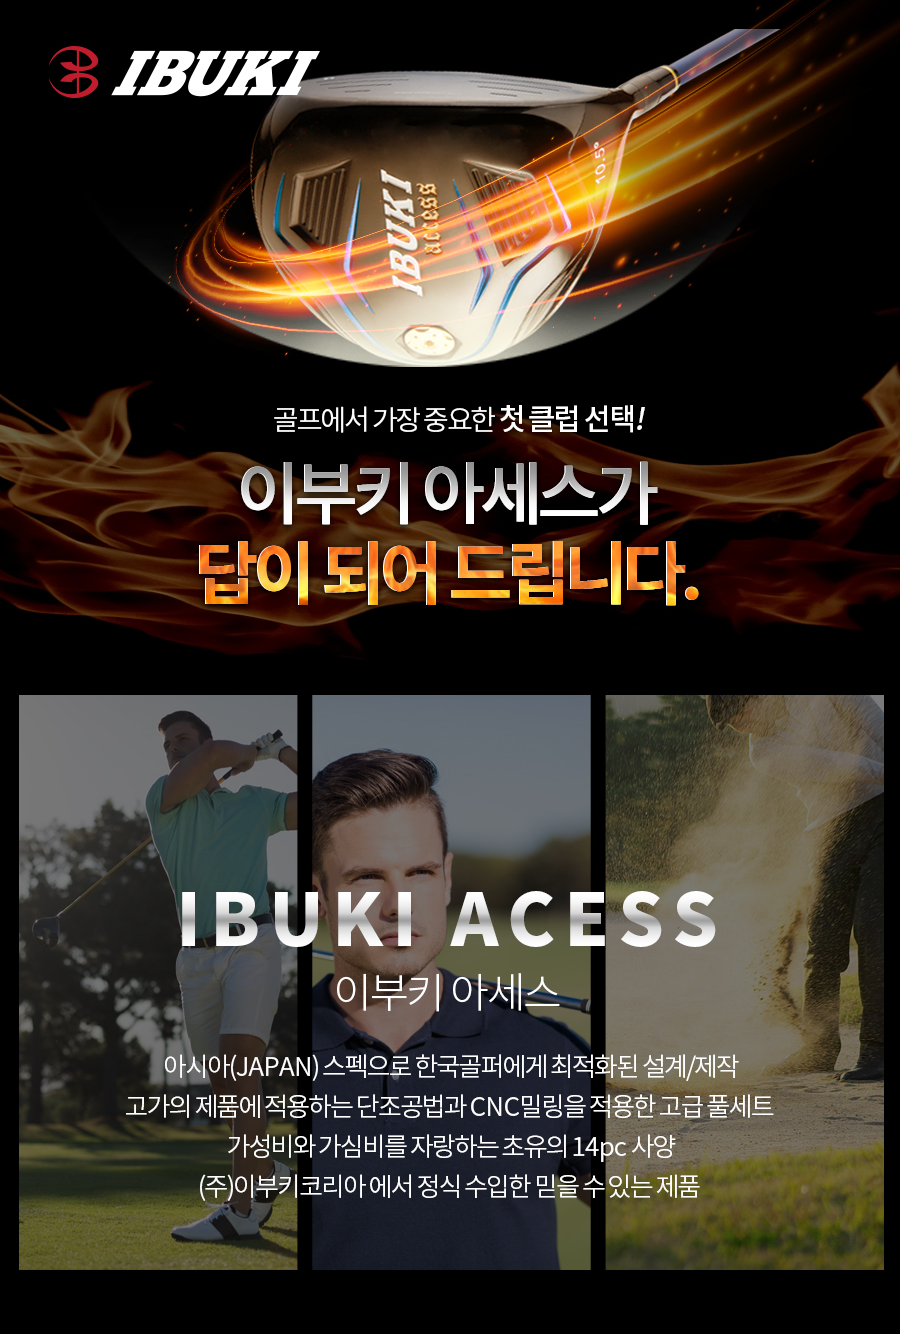 IBUKI
10.5°
IBUKI
access
골프에서 가장 중요한 첫 클럽 선택!
이부키 아세스가
답이 되어 드립니다.
IBUKI ACESS
이부키 아세스
아시아(JAPAN) 스펙으로 한국골퍼에게 최적화된 설계/제작
고가의 제품에 적용하는 단조공법과 CNC밀링을 적용한 고급 풀세트
가성비와 가심비를 자랑하는 초유의 14pc 사양
(주)이부키코리아 에서 정식 수입한 믿을 수 있는 제품